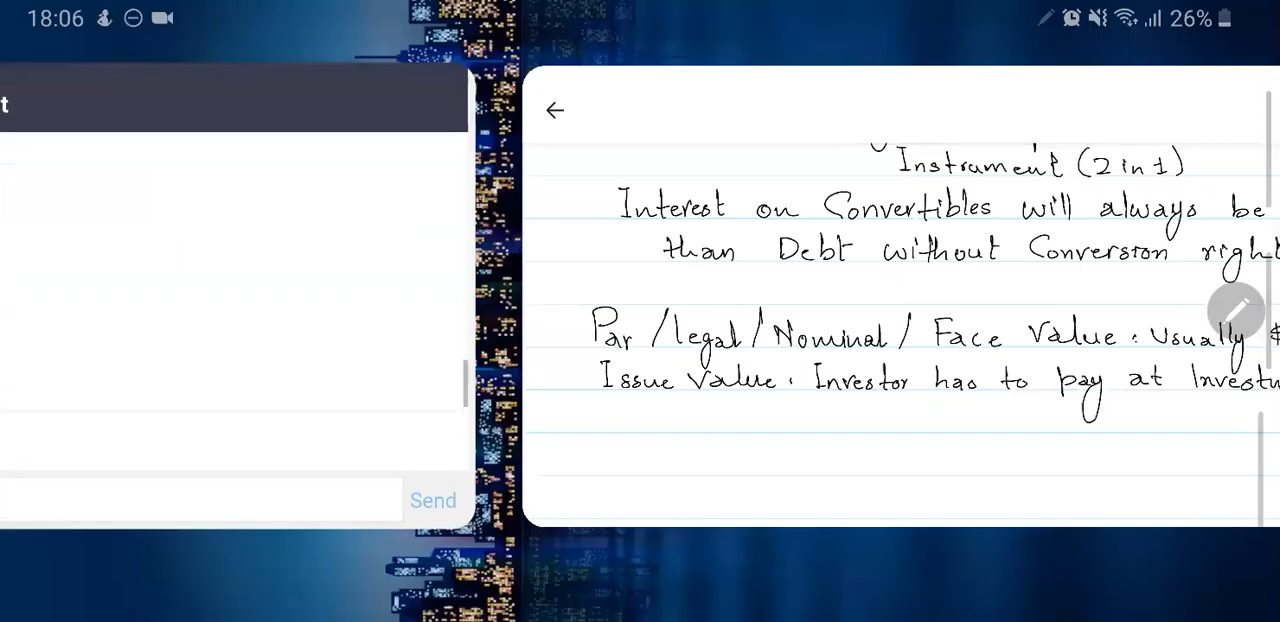 18:06
26%
t
Send
Instrument (2 in 1)
Interest on Convertibles will always be
than Debt without Conversion right
Par/legal/Nominal/ Face Value : Usually $
Issue Value : Investor has to pay at Investm